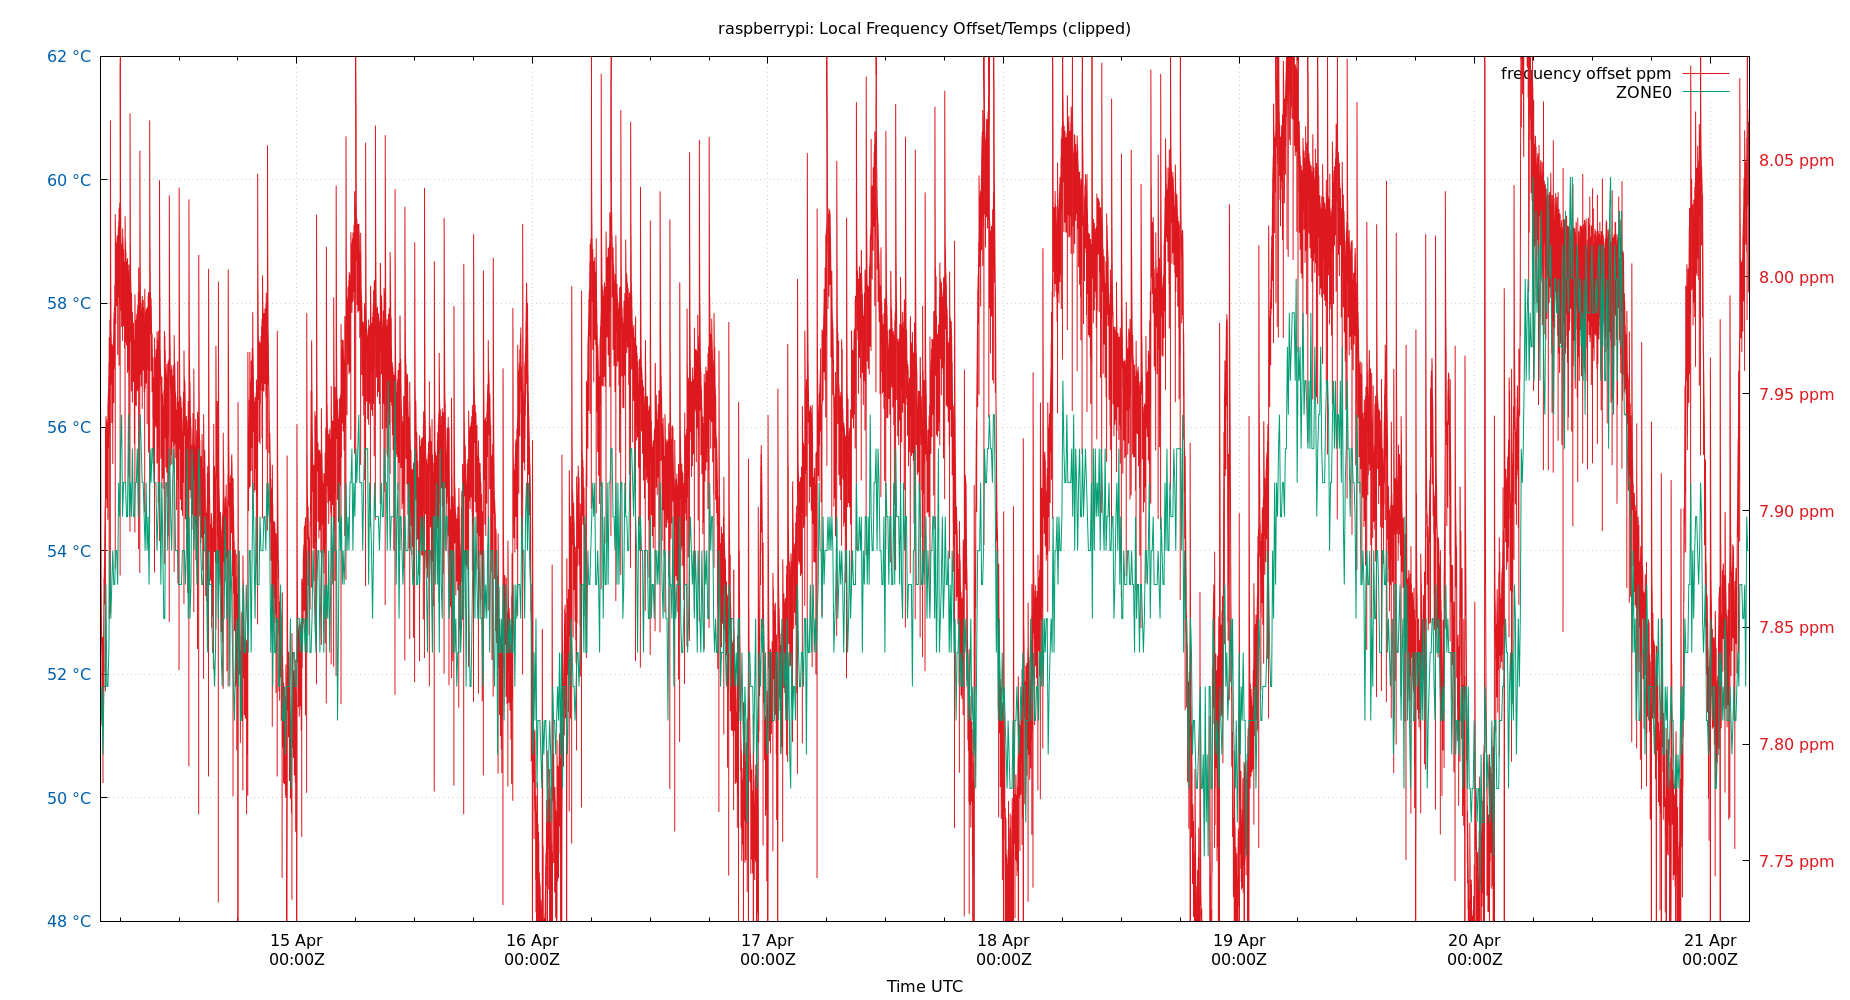 raspberrypi: Local Frequency Offset/Temps (clipped)
62 °C
60 °C
58 °C
56 °C
54 °C
52 °C
50 °C
48 °C
frequency offset ppm
ZONE0
8.05 ppm
8.00 ppm
7.95 ppm
7.90 ppm
7.85 ppm
7.80 ppm
7.75 ppm
15 Apr
00:00Z
16 Apr
00:00Z
17 Apr
00:00Z
18 Apr
00:00Z
19 Apr
00:00Z
20 Apr
00:00Z
21 Apr
00:00Z
Time UTC